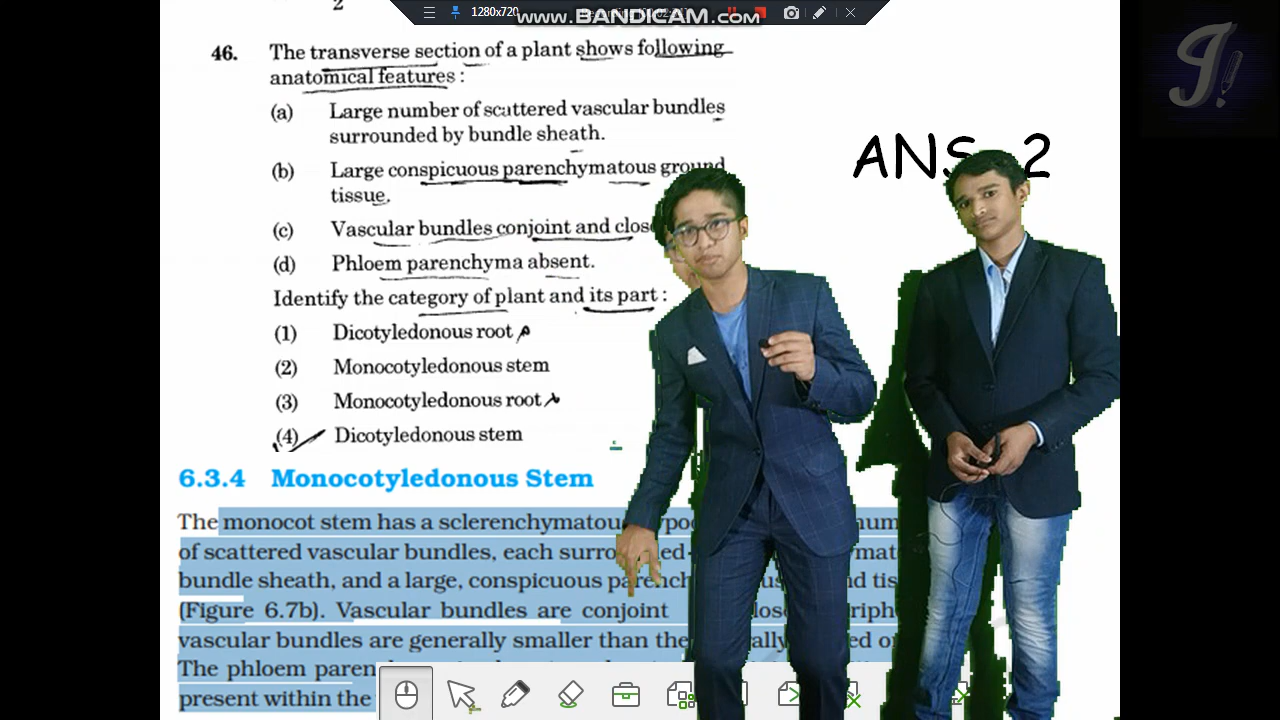 2
1280x720
www.BANDICAM.com
46. The transverse section of a plant shows following
anatomical features :
(a) Large number of scattered vascular bundles
surrounded by bundle sheath.
(b) Large conspicuous parenchymatous ground
tissue.
(c) Vascular bundles conjoint and
(d) Phloem parenchyma absent.
Identify the category of plant and its part :
(1) Dicotyledonous root
(2) Monocotyledonous stem
(3) Monocotyledonous root
(4) Dicotyledonous stem
ANS 2
6.3.4 Monocotyledonous Stem
The monocot stem has a
of scattered vascular bundles, each
bundle sheath, and a large, conspicuous
(Figure 6.7b). Vascular bundles are conjoint
vascular bundles are generally smaller than the
The phloem
present within the